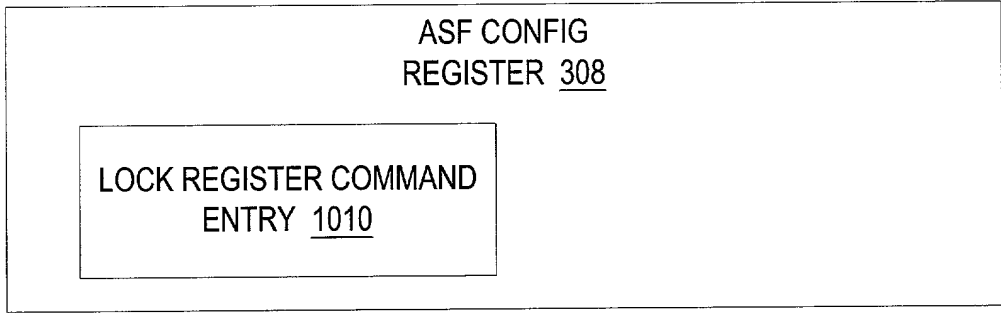 ASF CONFIG
REGISTER 308
LOCK REGISTER COMMAND
ENTRY 1010